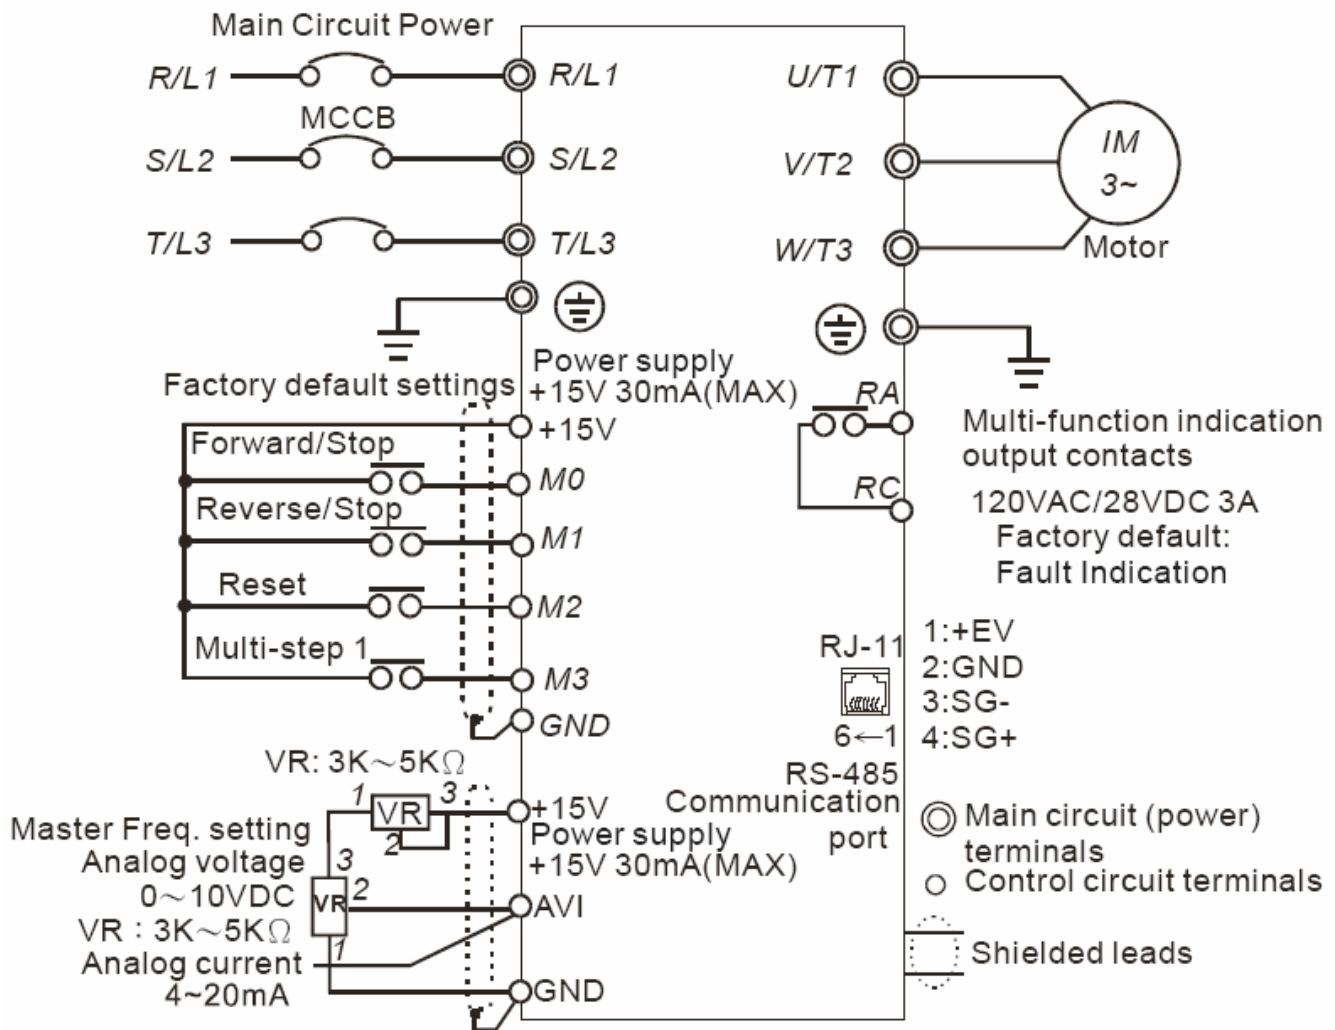 Main Circuit Power
R/L1
R/L1
U/T1
MCCB
S/L2
S/L2
V/T2
IM
3~
T/L3
T/L3
W/T3
Motor
Factory default settings
Power supply
+15V 30mA(MAX)
+15V
RA
Multi-function indication
output contacts
RC
120VAC/28VDC 3A
Factory default:
Fault Indication
Forward/Stop
M0
Reverse/Stop
M1
Reset
M2
Multi-step 1
M3
GND
RJ-11
6←1
RS-485
Communication
port
1:+EV
2:GND
3:SG-
4:SG+
VR: 3K～5KΩ
1
VR
3
2
+15V
Power supply
+15V 30mA(MAX)
Master Freq. setting
Analog voltage
0～10VDC
VR : 3K～5KΩ
3
VR
2
1
AVI
Analog current
4~20mA
GND
Main circuit (power)
terminals
Control circuit terminals
Shielded leads